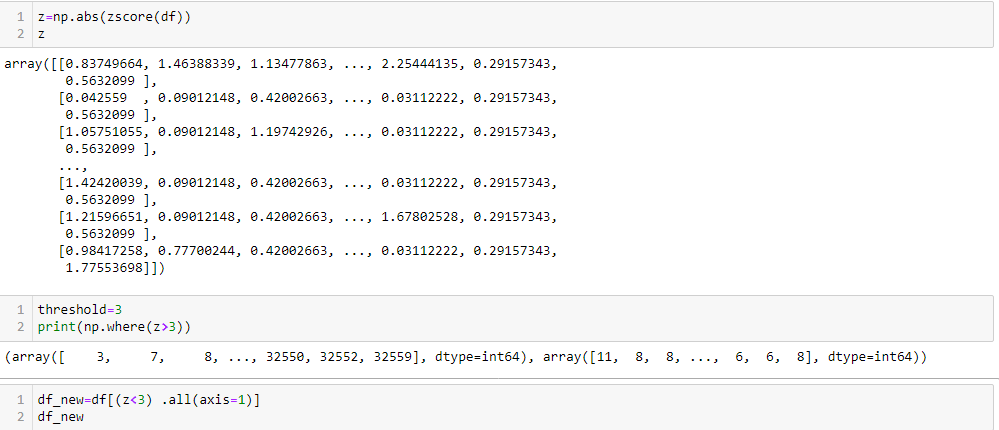 1 z=np.abs(zscore(df))
2 z
array([[0.83749664, 1.46388339, 1.13477863, ..., 2.25444135, 0.29157343,
0.5632099 ],
[0.042559  , 0.09012148, 0.42002663, ..., 0.03112222, 0.29157343,
0.5632099 ],
[1.05751055, 0.09012148, 1.19742926, ..., 0.03112222, 0.29157343,
0.5632099 ],
...,
[1.42420039, 0.09012148, 0.42002663, ..., 0.03112222, 0.29157343,
0.5632099 ],
[1.21596651, 0.09012148, 0.42002663, ..., 1.67802528, 0.29157343,
0.5632099 ],
[0.98417258, 0.77700244, 0.42002663, ..., 0.03112222, 0.29157343,
1.77553698]])
1 threshold=3
2 print(np.where(z>3))
(array([    3,     7,     8, ..., 32550, 32552, 32559], dtype=int64), array([11,  8,  8, ...,  6,  6,  8], dtype=int64))
1 df_new=df[(z<3) .all(axis=1)]
2 df_new